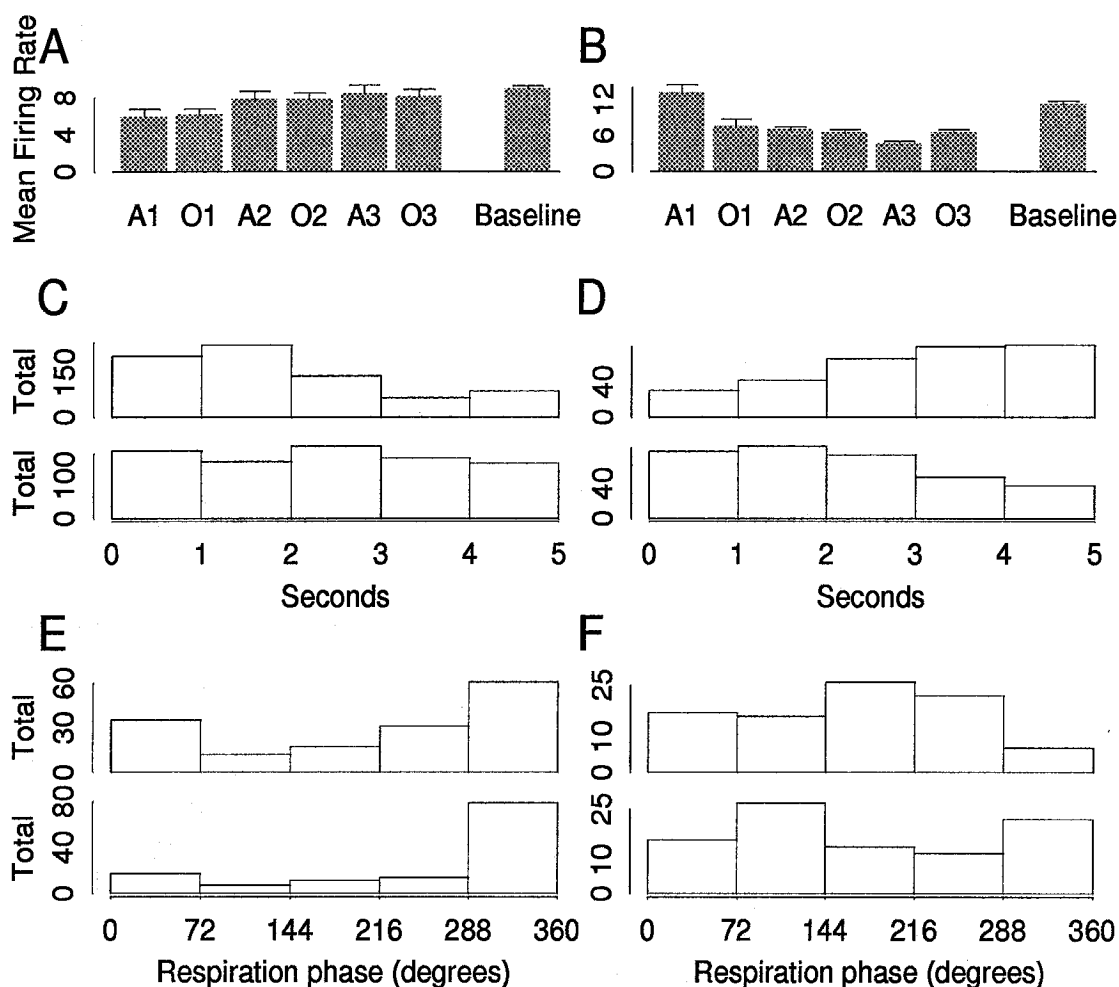 A
B
Mean Firing Rate
0 4 8
0 6 12
A1 O1 A2 O2 A3 O3 Baseline
A1 O1 A2 O2 A3 O3 Baseline
C
D
Total
0 150
0 40
Total
0 100
0 40
0 1 2 3 4 5
0 1 2 3 4 5
Seconds
Seconds
E
F
Total
0 30 60
0 10 25
Total
0 40 80
0 10 25
0 72 144 216 288 360
0 72 144 216 288 360
Respiration phase (degrees)
Respiration phase (degrees)